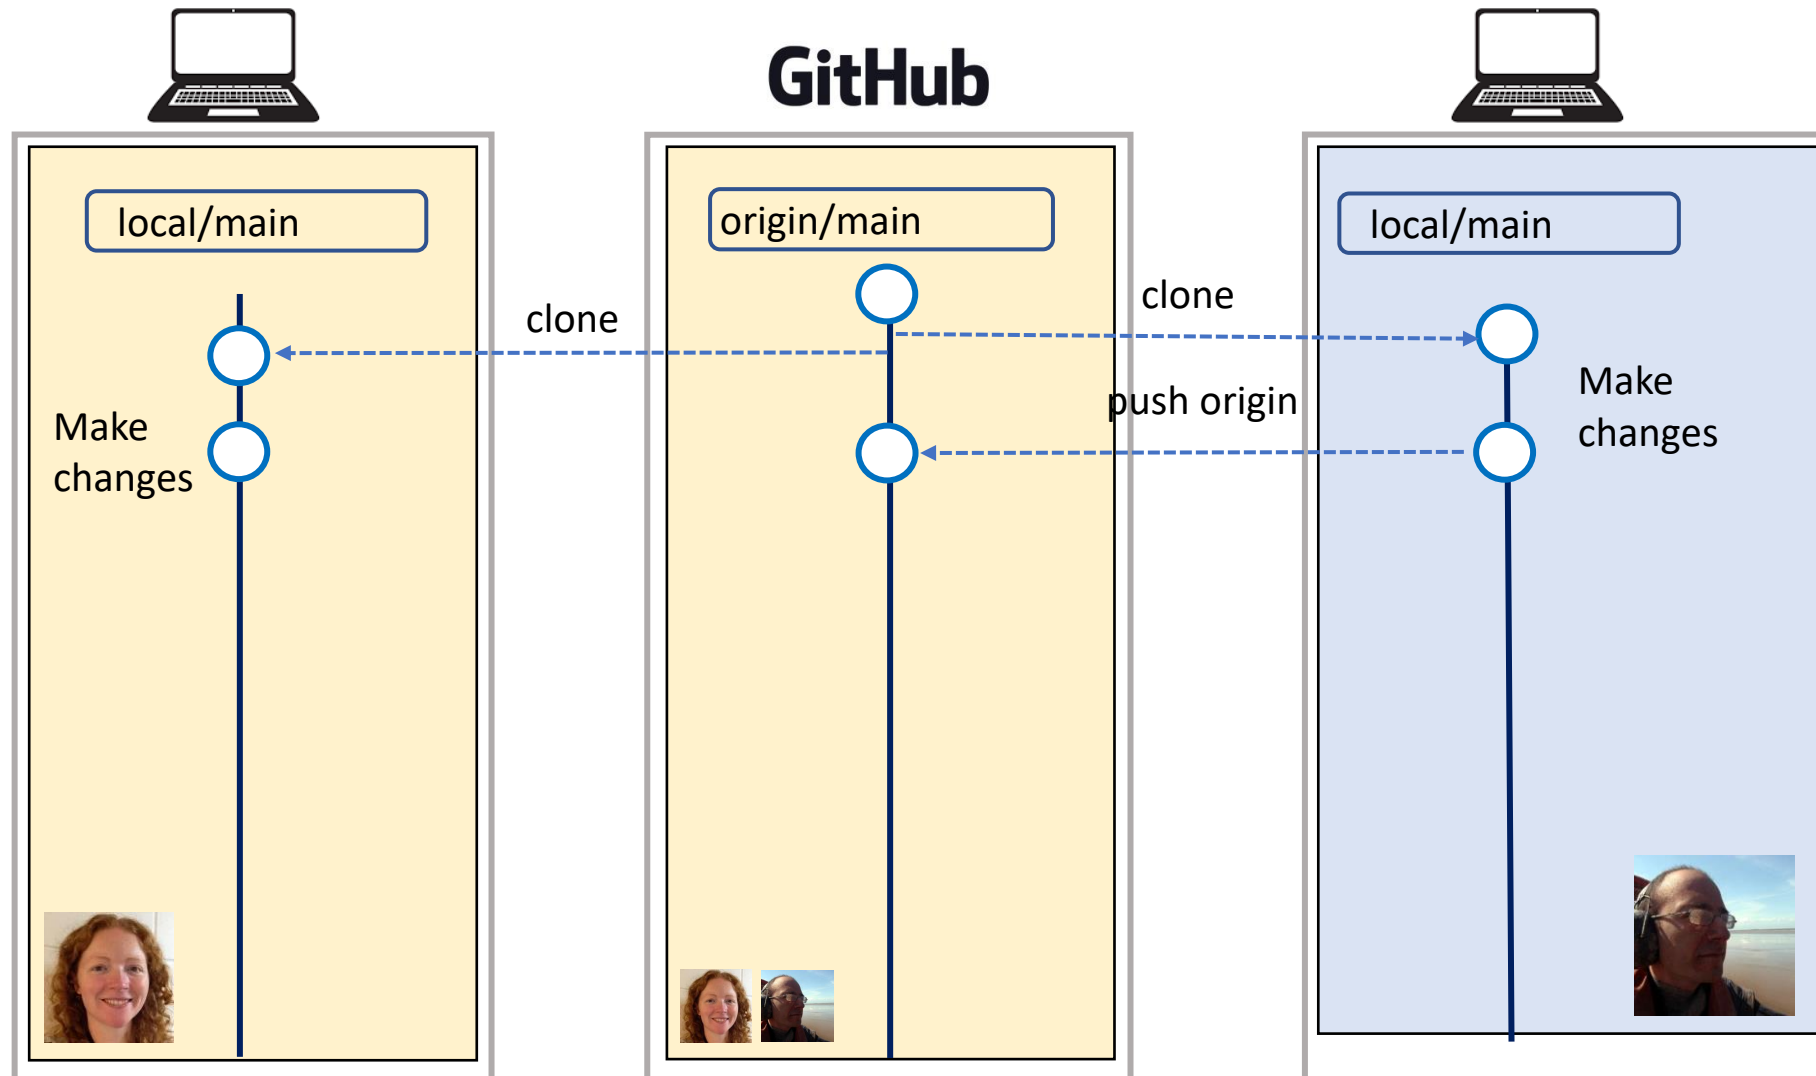 GitHub
local/main
origin/main
local/main
clone
clone
push origin
Make
changes
Make
changes